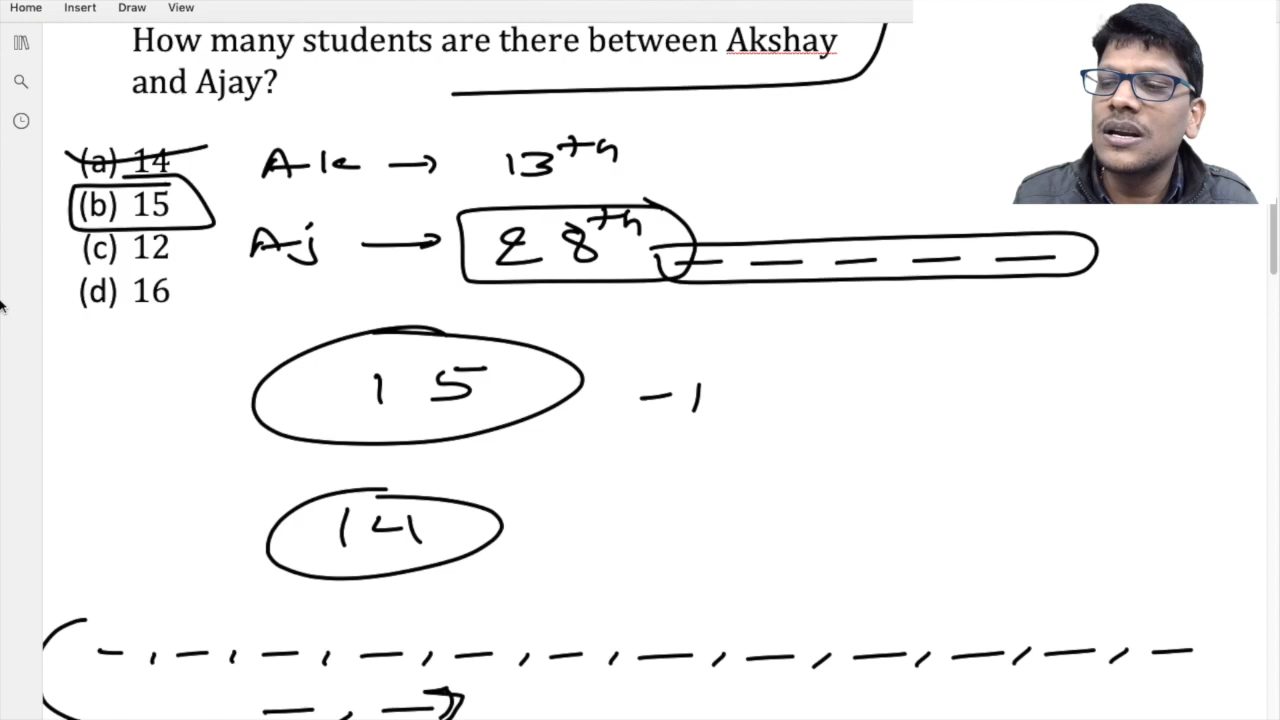 Home Insert Draw View
How many students are there between Akshay
and Ajay?
(a) 14
(b) 15
(c) 12
(d) 16
Ak → 13th
Aj → 28th
15 -1
14